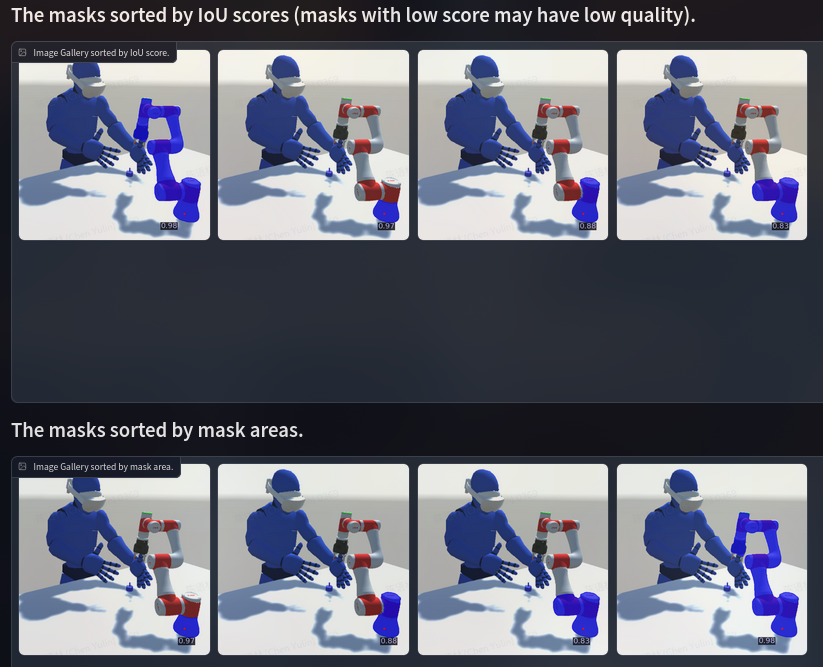 The masks sorted by IoU scores (masks with low score may have low quality).
Image Gallery sorted by IoU score.
0.98
0.97
0.88
0.83
The masks sorted by mask areas.
Image Gallery sorted by mask area.
0.97
0.88
0.83
0.98